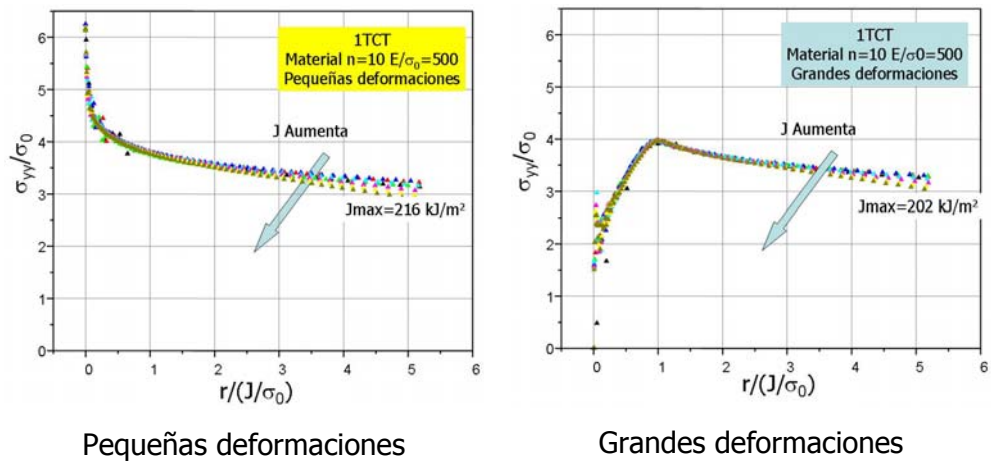 6
5
4
3
2
1
0
σyy/σ0
1TCT
Material n=10 E/σ₀=500
Pequeñas deformaciones
J Aumenta
Jmax=216 kJ/m²
0 1 2 3 4 5 6
r/(J/σ0)
6
5
4
3
2
1
0
σyy/σ0
1TCT
Material n=10 E/σ0=500
Grandes deformaciones
J Aumenta
Jmax=202 kJ/m²
0 1 2 3 4 5 6
r/(J/σ0)
Pequeñas deformaciones
Grandes deformaciones